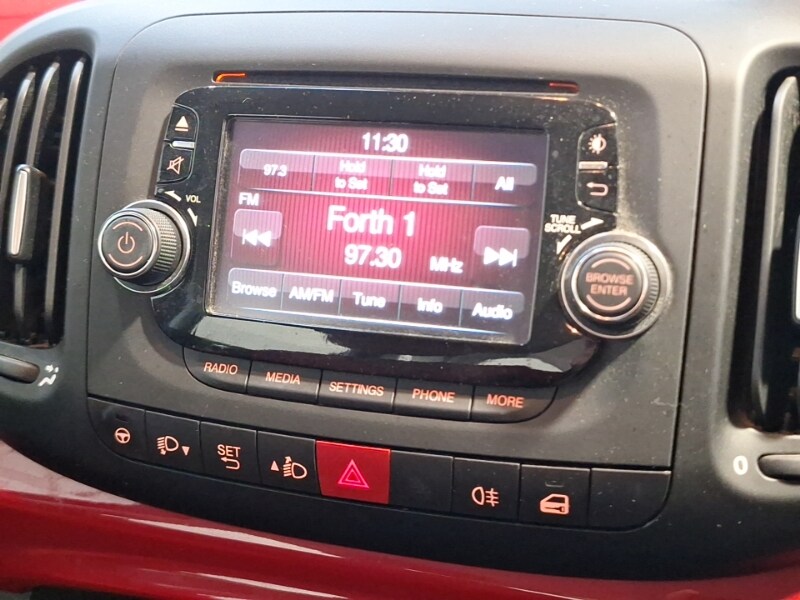 11:30
97.3 Hold to Set Hold to Set All
VOL
FM
Forth 1
97.30 MHz
TUNE
SCROLL
BROWSE
ENTER
Browse AM/FM Tune Info Audio
RADIO MEDIA SETTINGS PHONE MORE
SET
0